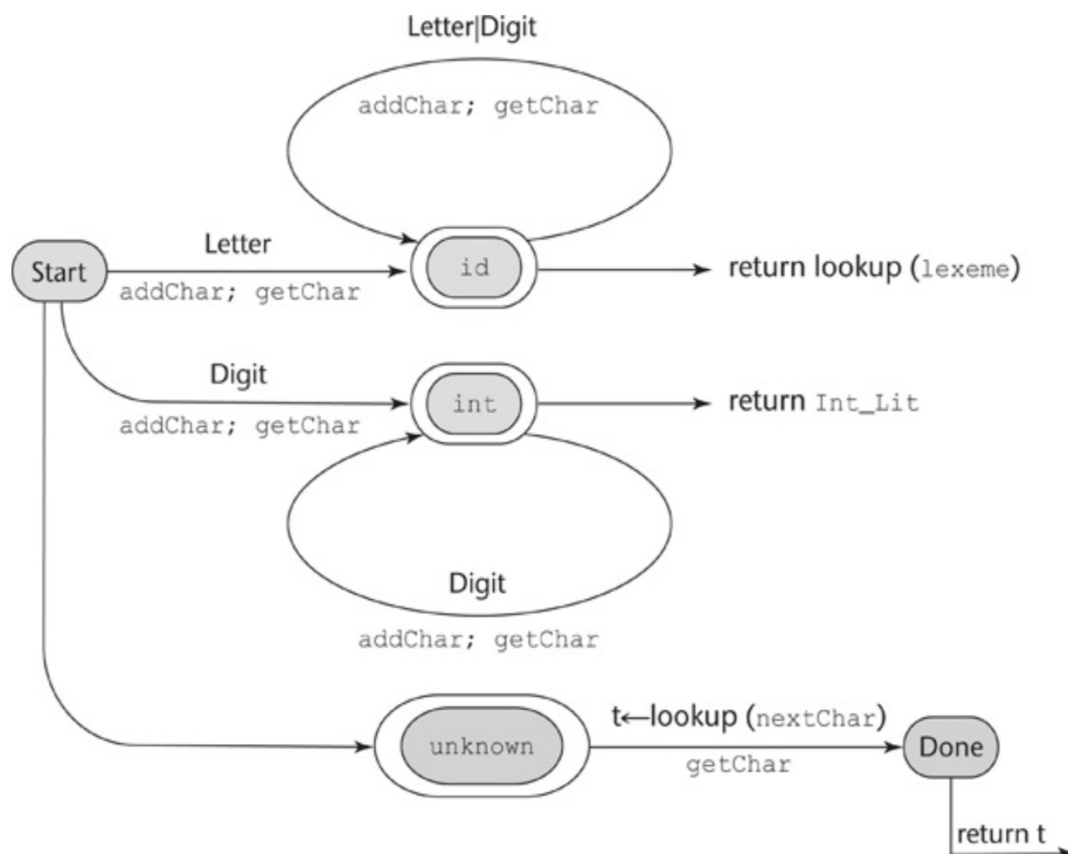 Letter|Digit
addChar; getChar
Letter
Start
id
return lookup (lexeme)
addChar; getChar
Digit
int
return Int_Lit
addChar; getChar
Digit
addChar; getChar
t←lookup (nextChar)
unknown
Done
getChar
return t